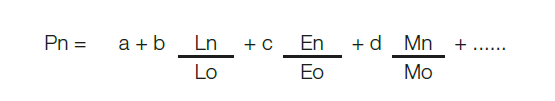 Pn = a + b Ln + c En + d Mn + ......
Lo Eo Mo